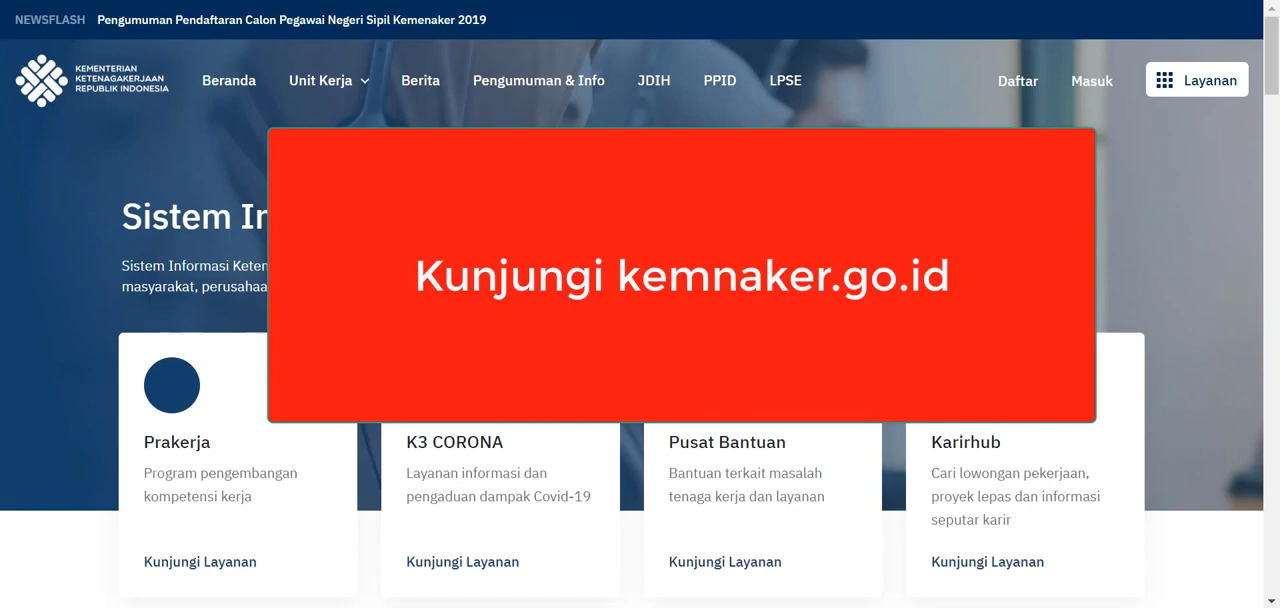 NEWSFLASH Pengumuman Pendaftaran Calon Pegawai Negeri Sipil Kemenaker 2019
KEMENTERIAN
KETENAGAKERJAAN
REPUBLIK INDONESIA
Beranda Unit Kerja Berita Pengumuman & Info JDIH PPID LPSE Daftar Masuk Layanan
Sistem
Kunjungi kemnaker.go.id
Sistem Informasi
masyarakat, perusahaa
Prakerja
Program pengembangan
kompetensi kerja
Kunjungi Layanan
K3 CORONA
Layanan informasi dan
pengaduan dampak Covid-19
Kunjungi Layanan
Pusat Bantuan
Bantuan terkait masalah
tenaga kerja dan layanan
Kunjungi Layanan
Karirhub
Cari lowongan pekerjaan,
proyek lepas dan informasi
seputar karir
Kunjungi Layanan